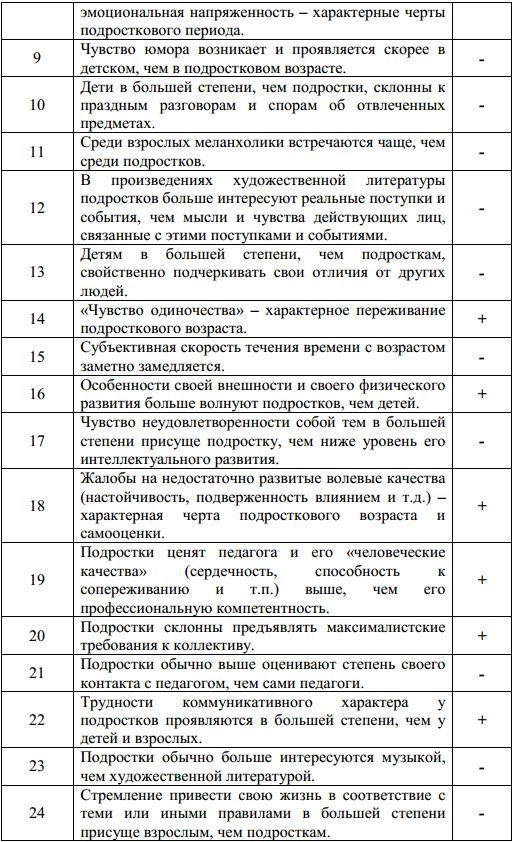 эмоциональная напряженность – характерные черты
подросткового периода.
9
Чувство юмора возникает и проявляется скорее в
детском, чем в подростковом возрасте.
-
10
Дети в большей степени, чем подростки, склонны к
праздным разговорам и спорам об отвлеченных
предметах.
-
11
Среди взрослых меланхолики встречаются чаще, чем
среди подростков.
-
12
В произведениях художественной литературы
подростков больше интересуют реальные поступки и
события, чем мысли и чувства действующих лиц,
связанные с этими поступками и событиями.
-
13
Детям в большей степени, чем подросткам,
свойственно подчеркивать свои отличия от других
людей.
-
14
«Чувство одиночества» – характерное переживание
подросткового возраста.
+
15
Субъективная скорость течения времени с возрастом
заметно замедляется.
-
16
Особенности своей внешности и своего физического
развития больше волнуют подростков, чем детей.
+
17
Чувство неудовлетворенности собой тем в большей
степени присуще подростку, чем ниже уровень его
интеллектуального развития.
-
18
Жалобы на недостаточно развитые волевые качества
(настойчивость, подверженность влиянием и т.д.) –
характерная черта подросткового возраста и
самооценки.
+
19
Подростки ценят педагога и его «человеческие
качества» (сердечность, способность к
сопереживанию и т.п.) выше, чем его
профессиональную компетентность.
+
20
Подростки склонны предъявлять максималистские
требования к коллективу.
+
21
Подростки обычно выше оценивают степень своего
контакта с педагогом, чем сами педагоги.
-
22
Трудности коммуникативного характера у
подростков проявляются в большей степени, чем у
детей и взрослых.
+
23
Подростки обычно больше интересуются музыкой,
чем художественной литературой.
-
24
Стремление привести свою жизнь в соответствие с
теми или иными правилами в большей степени
присуще взрослым, чем подросткам.
-